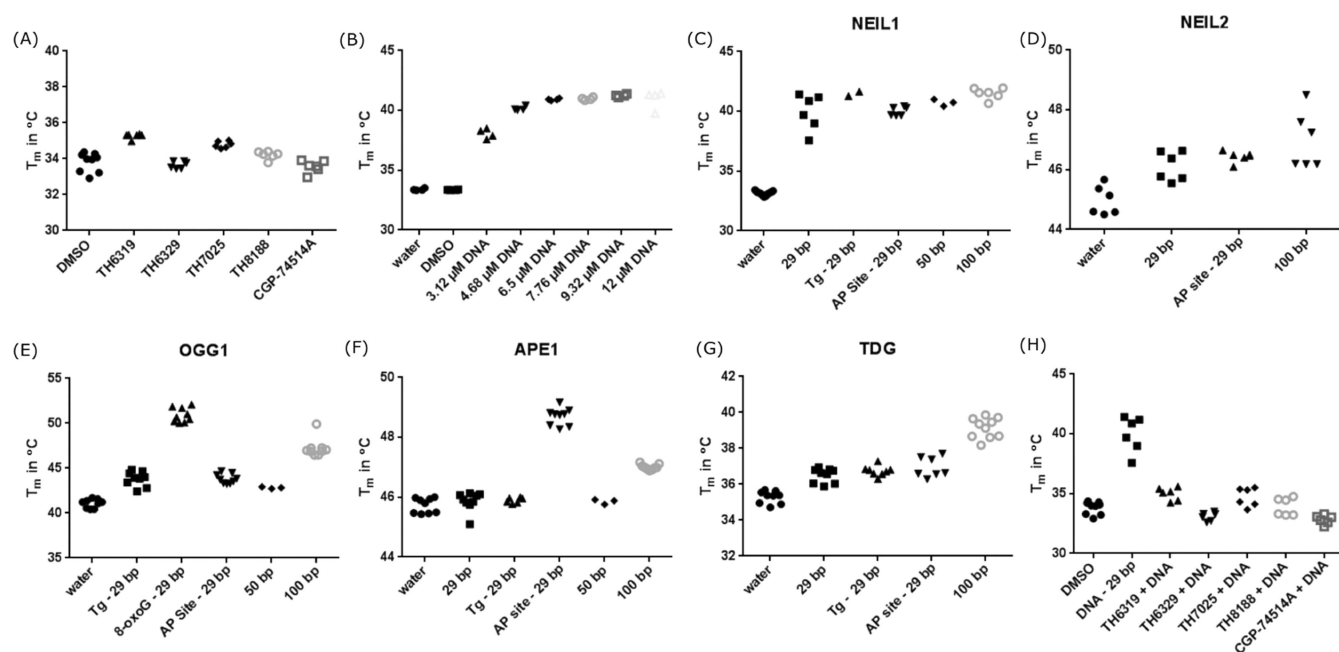 (A)
Tm in °C
40
38
36
34
32
30
DMSO
TH6319
TH6329
TH7025
TH8188
CGP-74514A
(B)
Tm in °C
45
40
35
30
water
DMSO
3.12 µM DNA
4.68 µM DNA
6.5 µM DNA
7.76 µM DNA
9.32 µM DNA
12 µM DNA
(C)
NEIL1
Tm in °C
45
40
35
30
water
29 bp
Tg - 29 bp
AP Site - 29 bp
50 bp
100 bp
(D)
NEIL2
Tm in °C
50
48
46
44
water
29 bp
AP site - 29 bp
100 bp
(E)
OGG1
Tm in °C
55
50
45
40
35
water
Tg - 29 bp
8-oxoG - 29 bp
AP Site - 29 bp
50 bp
100 bp
(F)
APE1
Tm in °C
50
48
46
44
water
29 bp
Tg - 29 bp
AP site - 29 bp
50 bp
100 bp
(G)
TDG
Tm in °C
42
40
38
36
34
32
water
29 bp
Tg - 29 bp
AP site - 29 bp
100 bp
(H)
Tm in °C
45
40
35
30
DMSO
DNA - 29 bp
TH6319 + DNA
TH6329 + DNA
TH7025 + DNA
TH8188 + DNA
CGP-74514A + DNA